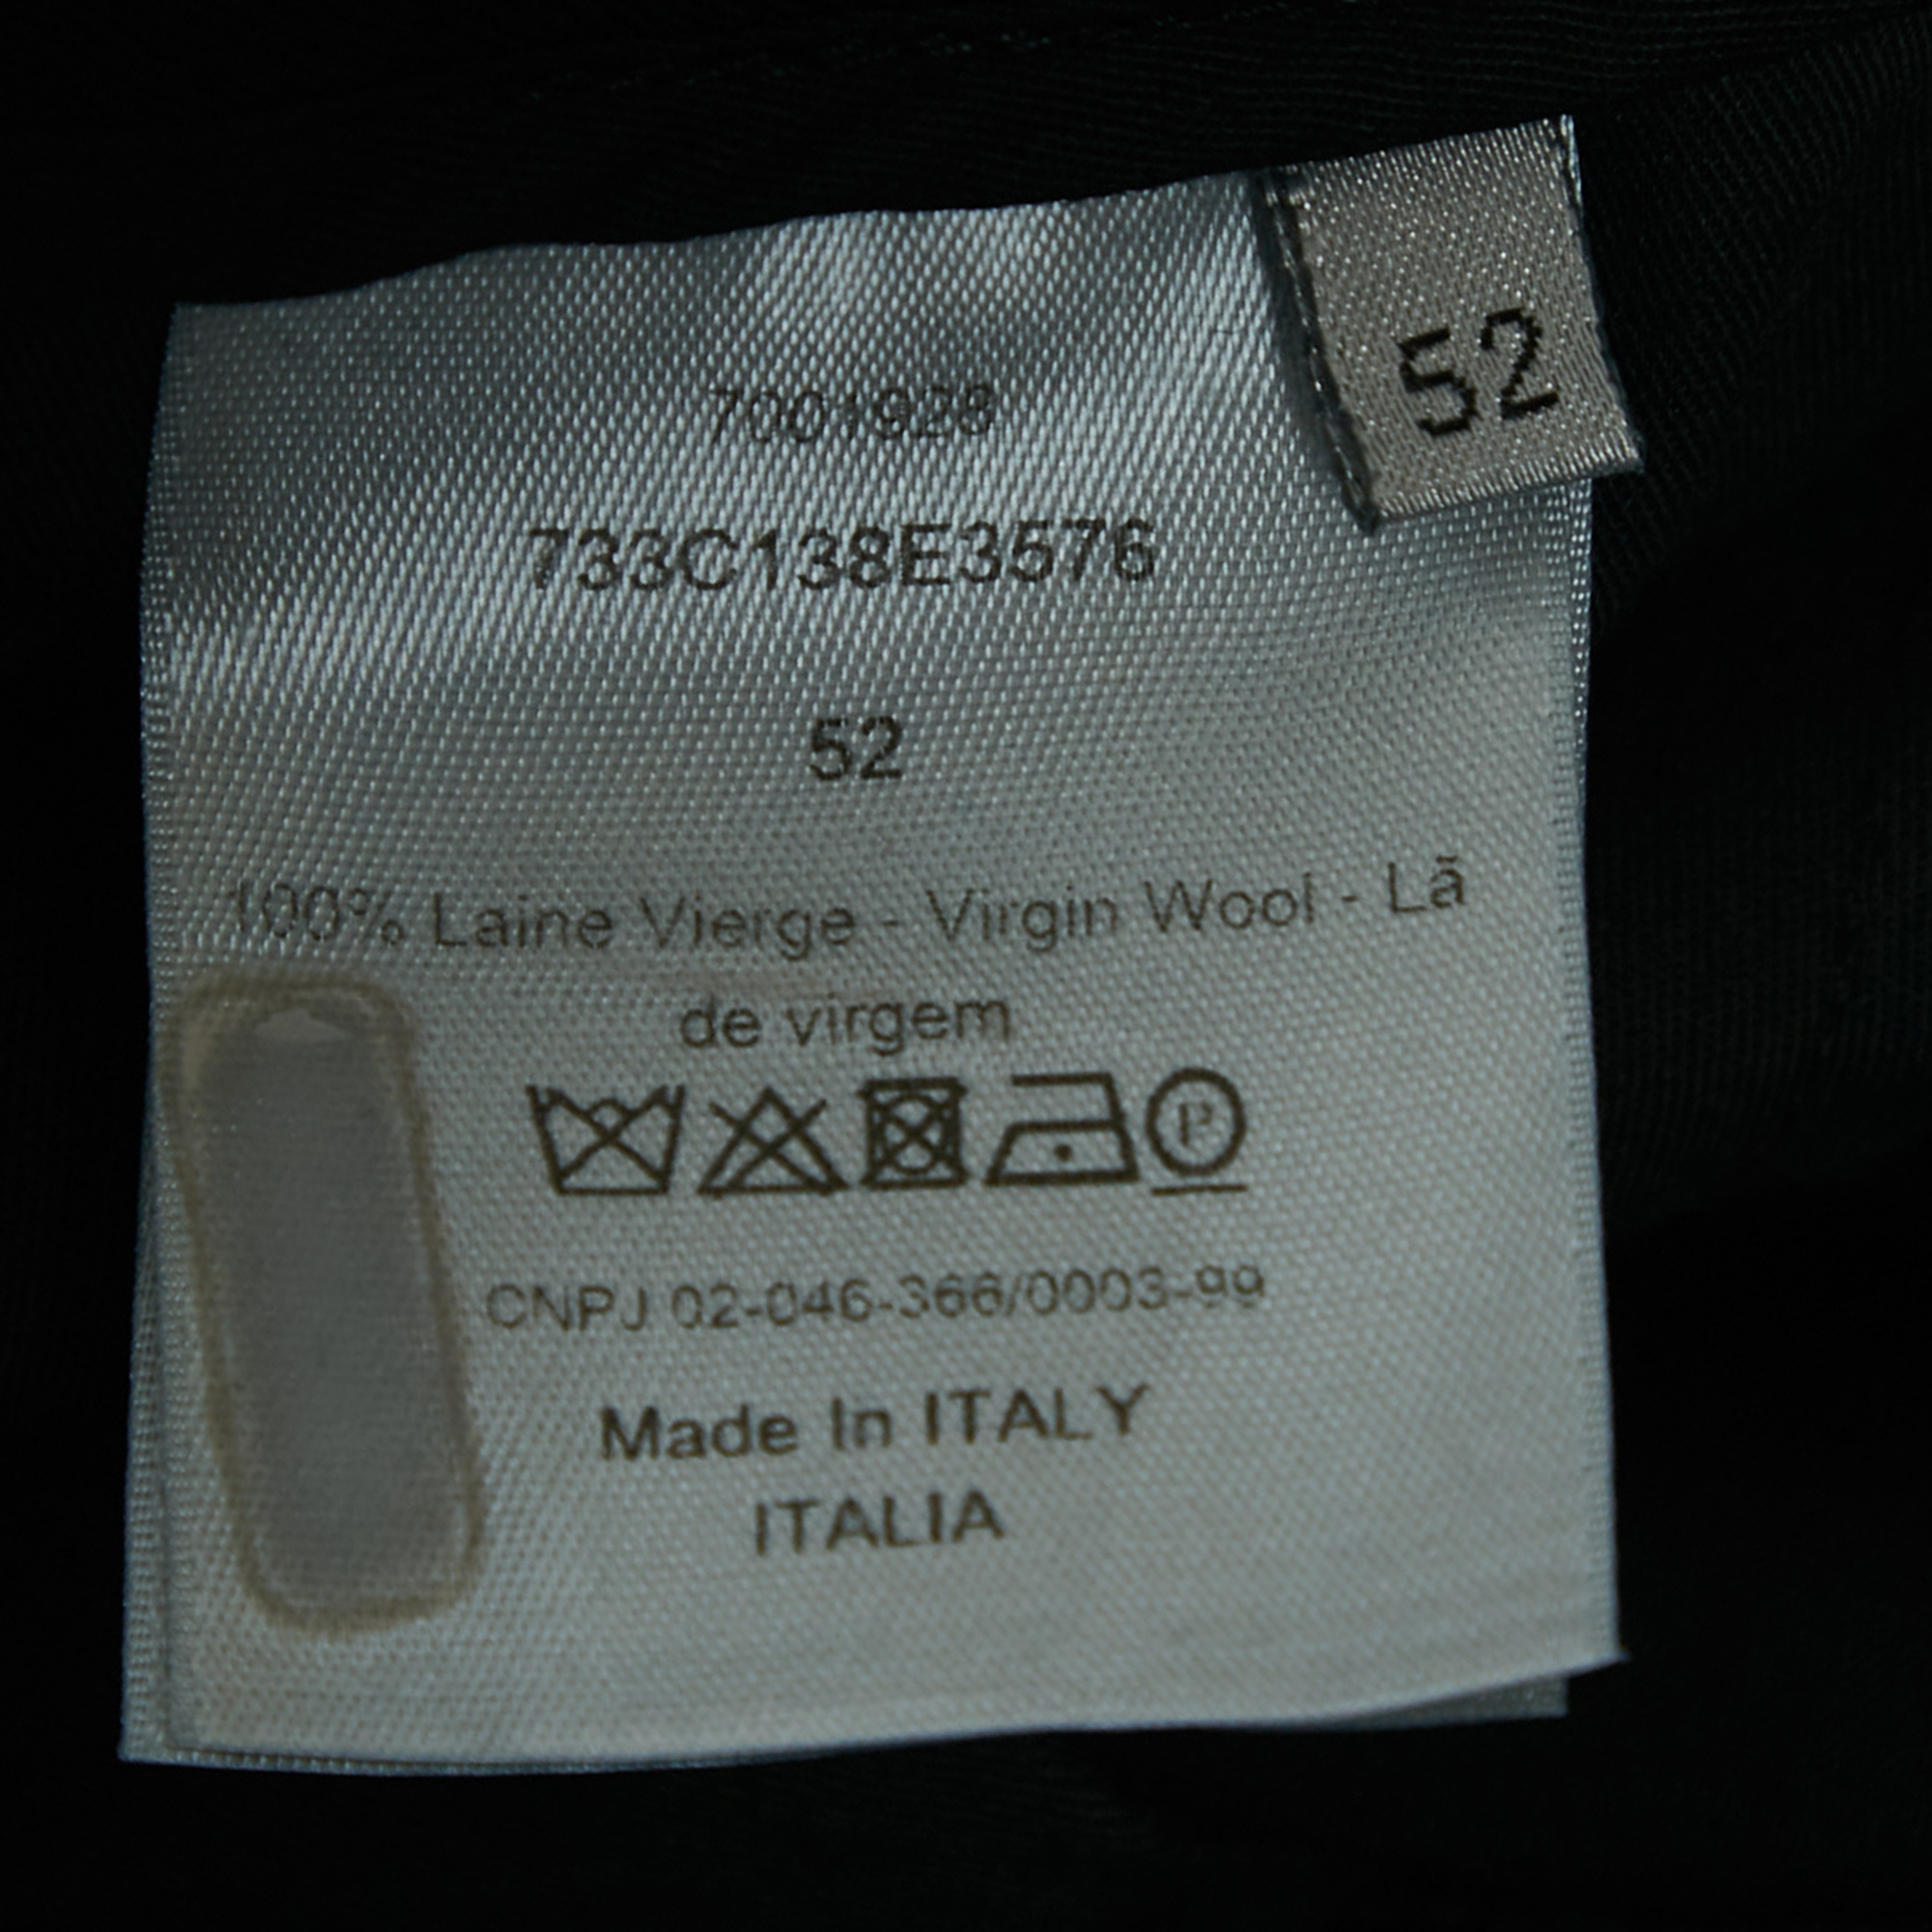 52
7001928
733C138E3576
52
100% Laine Vierge - Virgin Wool - Lã
de virgem
P
CNPJ 02-046-366/0003-99
Made In ITALY
ITALIA